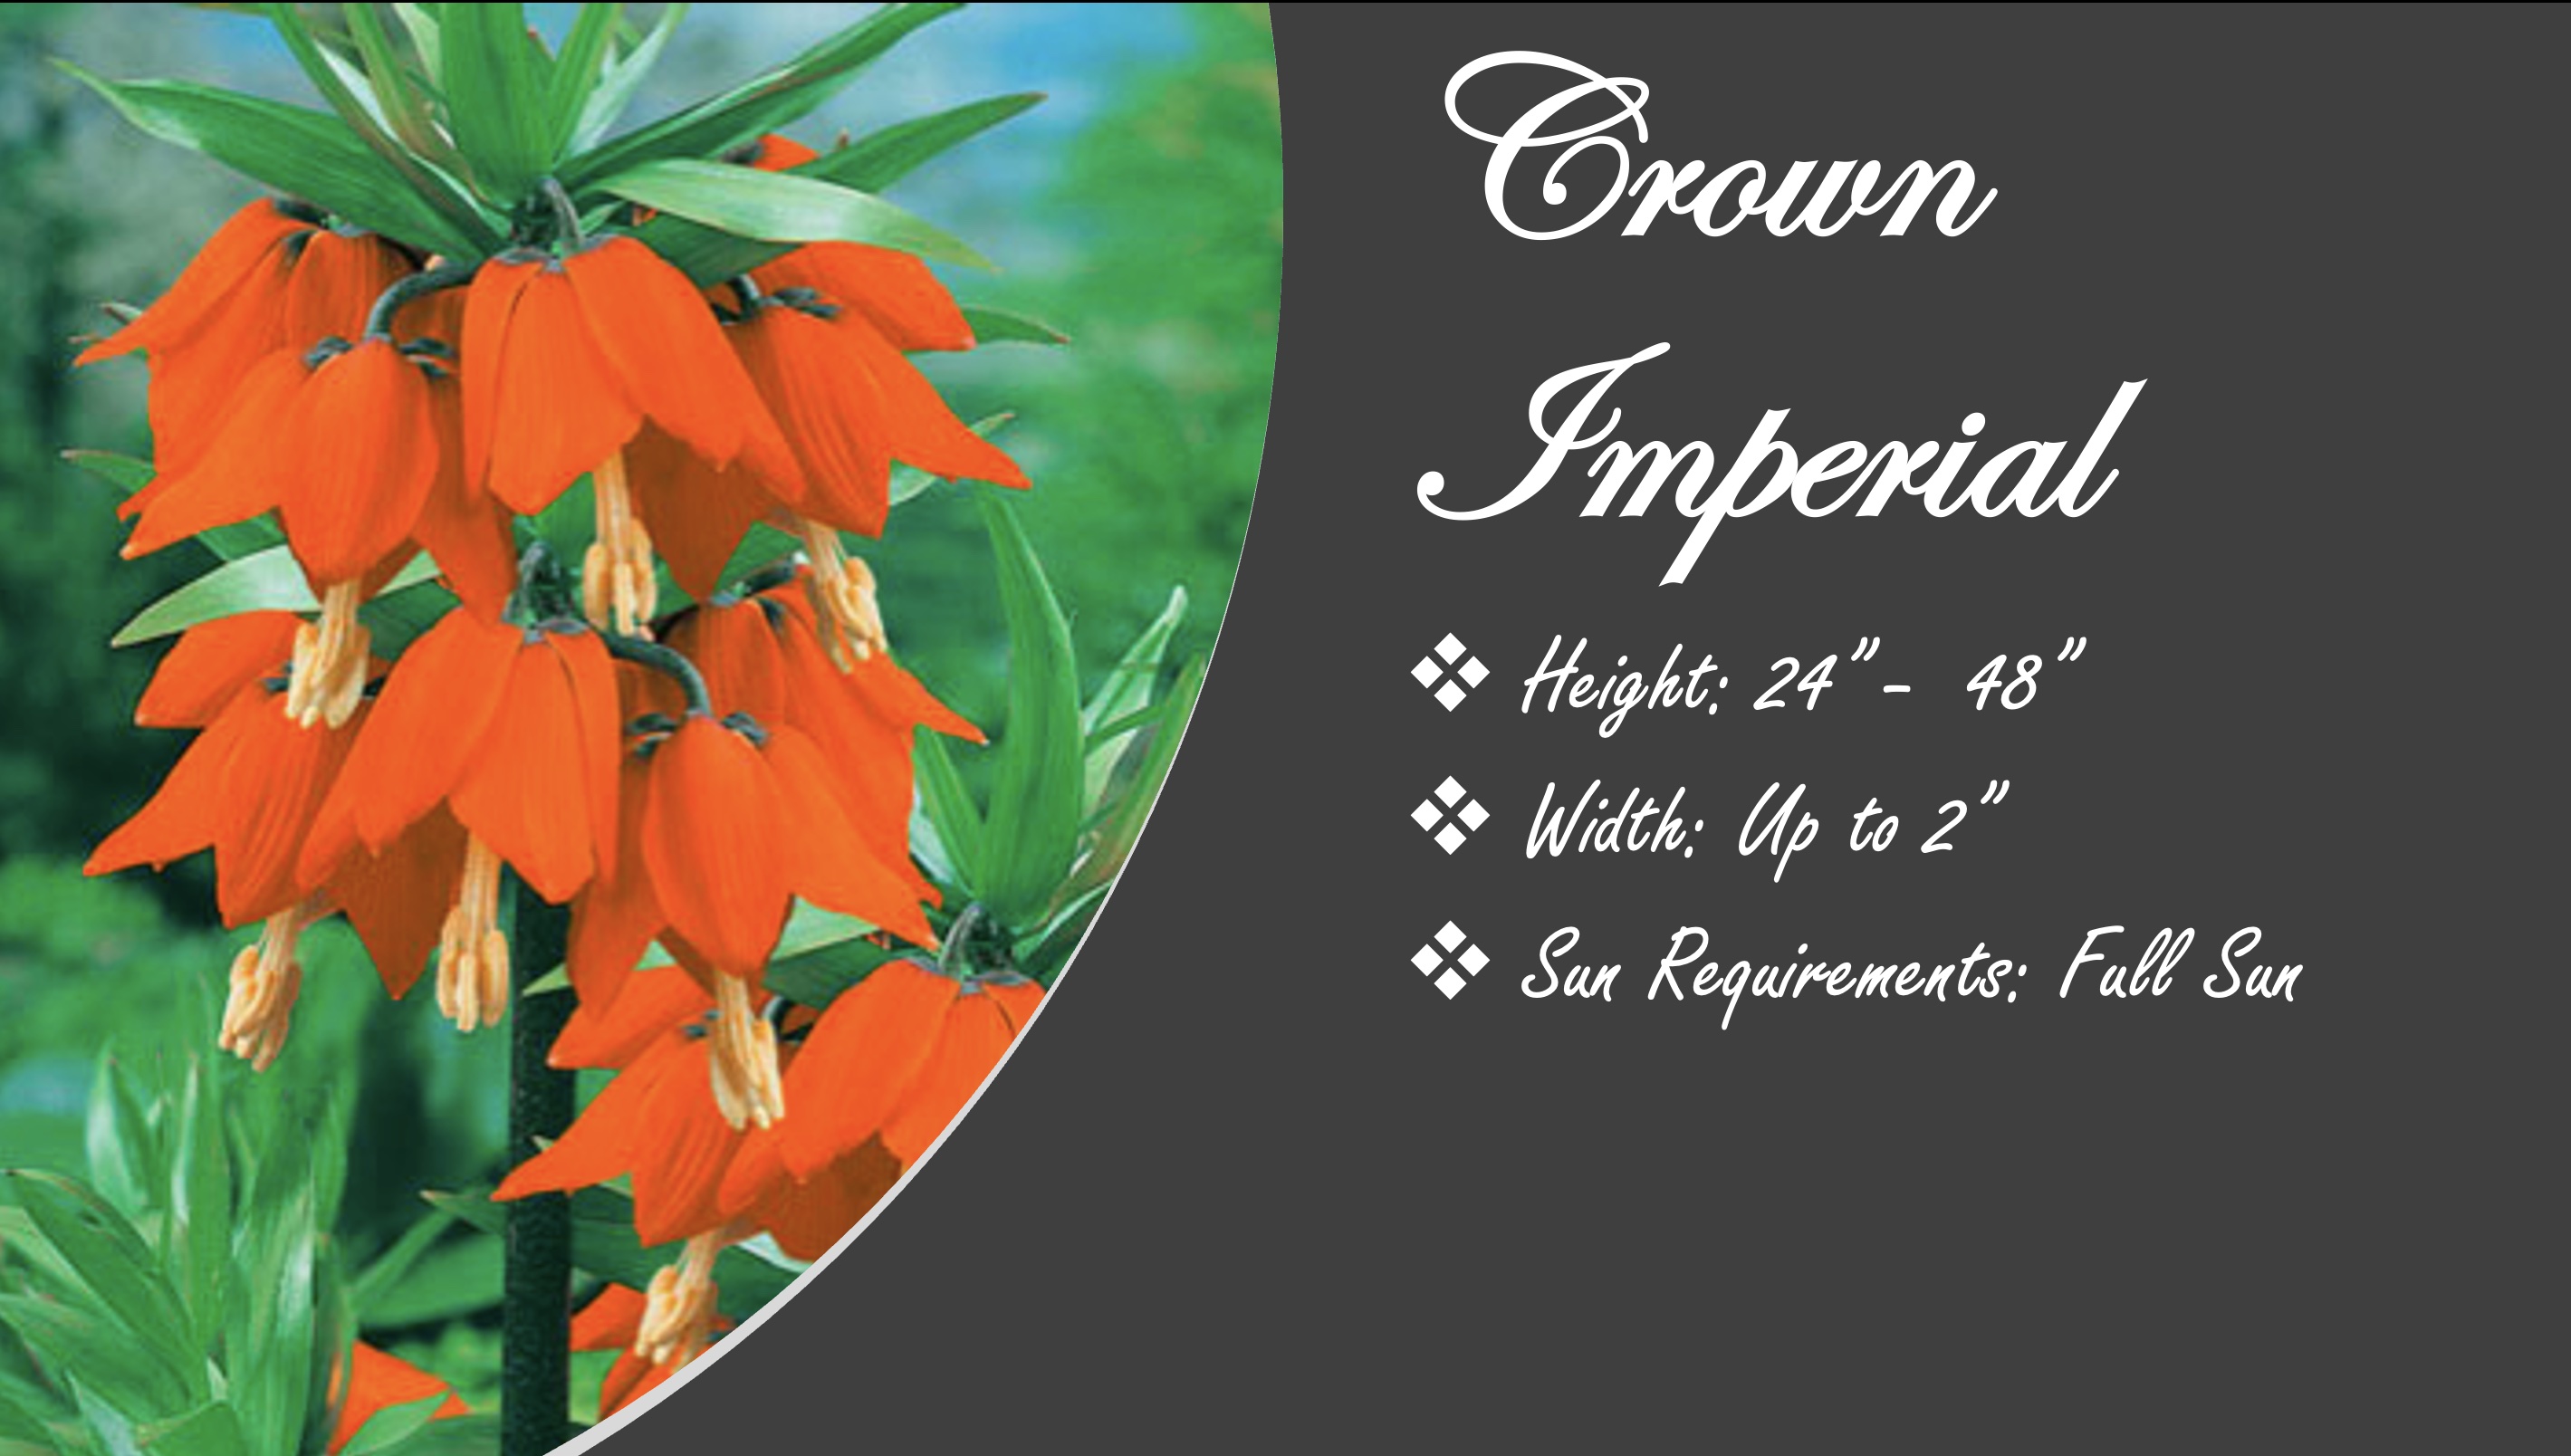 Crown
Imperial
❖ Height: 24”- 48”
❖ Width: Up to 2”
❖ Sun Requirements: Full Sun